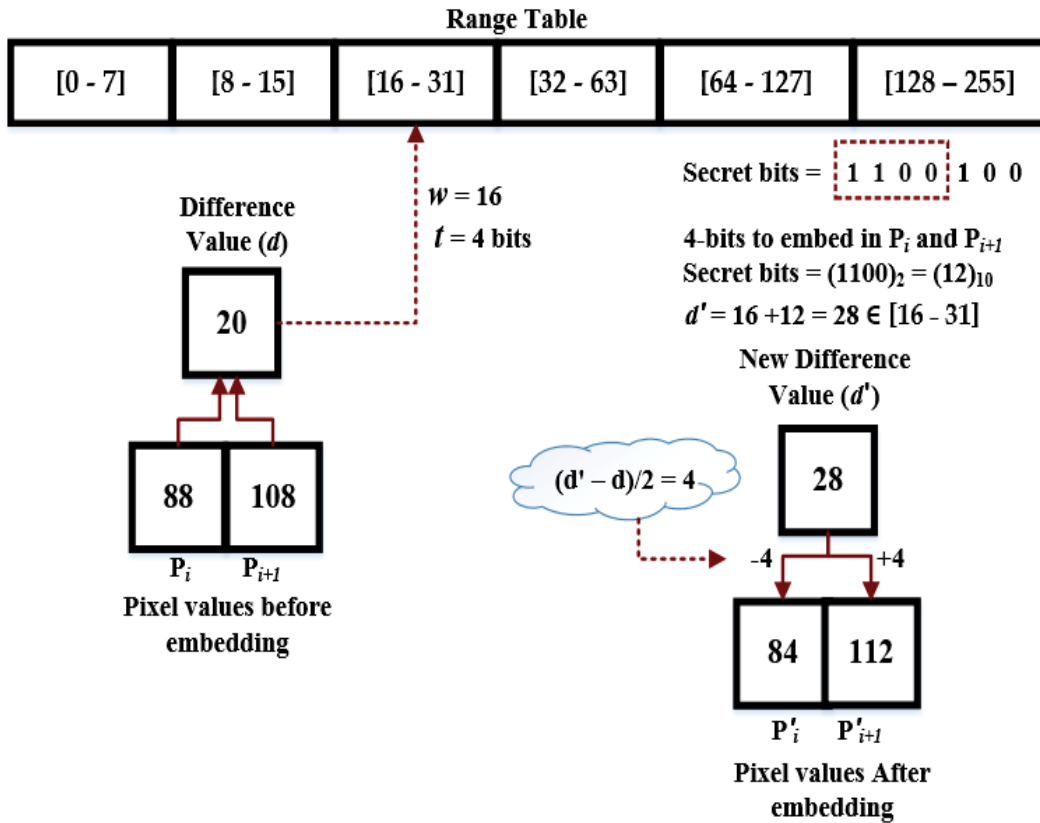 Range Table
[0 - 7] [8 - 15] [16 - 31] [32 - 63] [64 - 127] [128 – 255]
Secret bits = 1 1 0 0 1 0 0
w = 16
t = 4 bits
Difference
Value (d)
20
4-bits to embed in Pᵢ and Pᵢ₊₁
Secret bits = (1100)₂ = (12)₁₀
d' = 16 +12 = 28 ∈ [16 - 31]
88 108
Pᵢ Pᵢ₊₁
Pixel values before
embedding
New Difference
Value (d')
28
(d' – d)/2 = 4
-4 +4
84 112
P'ᵢ P'ᵢ₊₁
Pixel values After
embedding